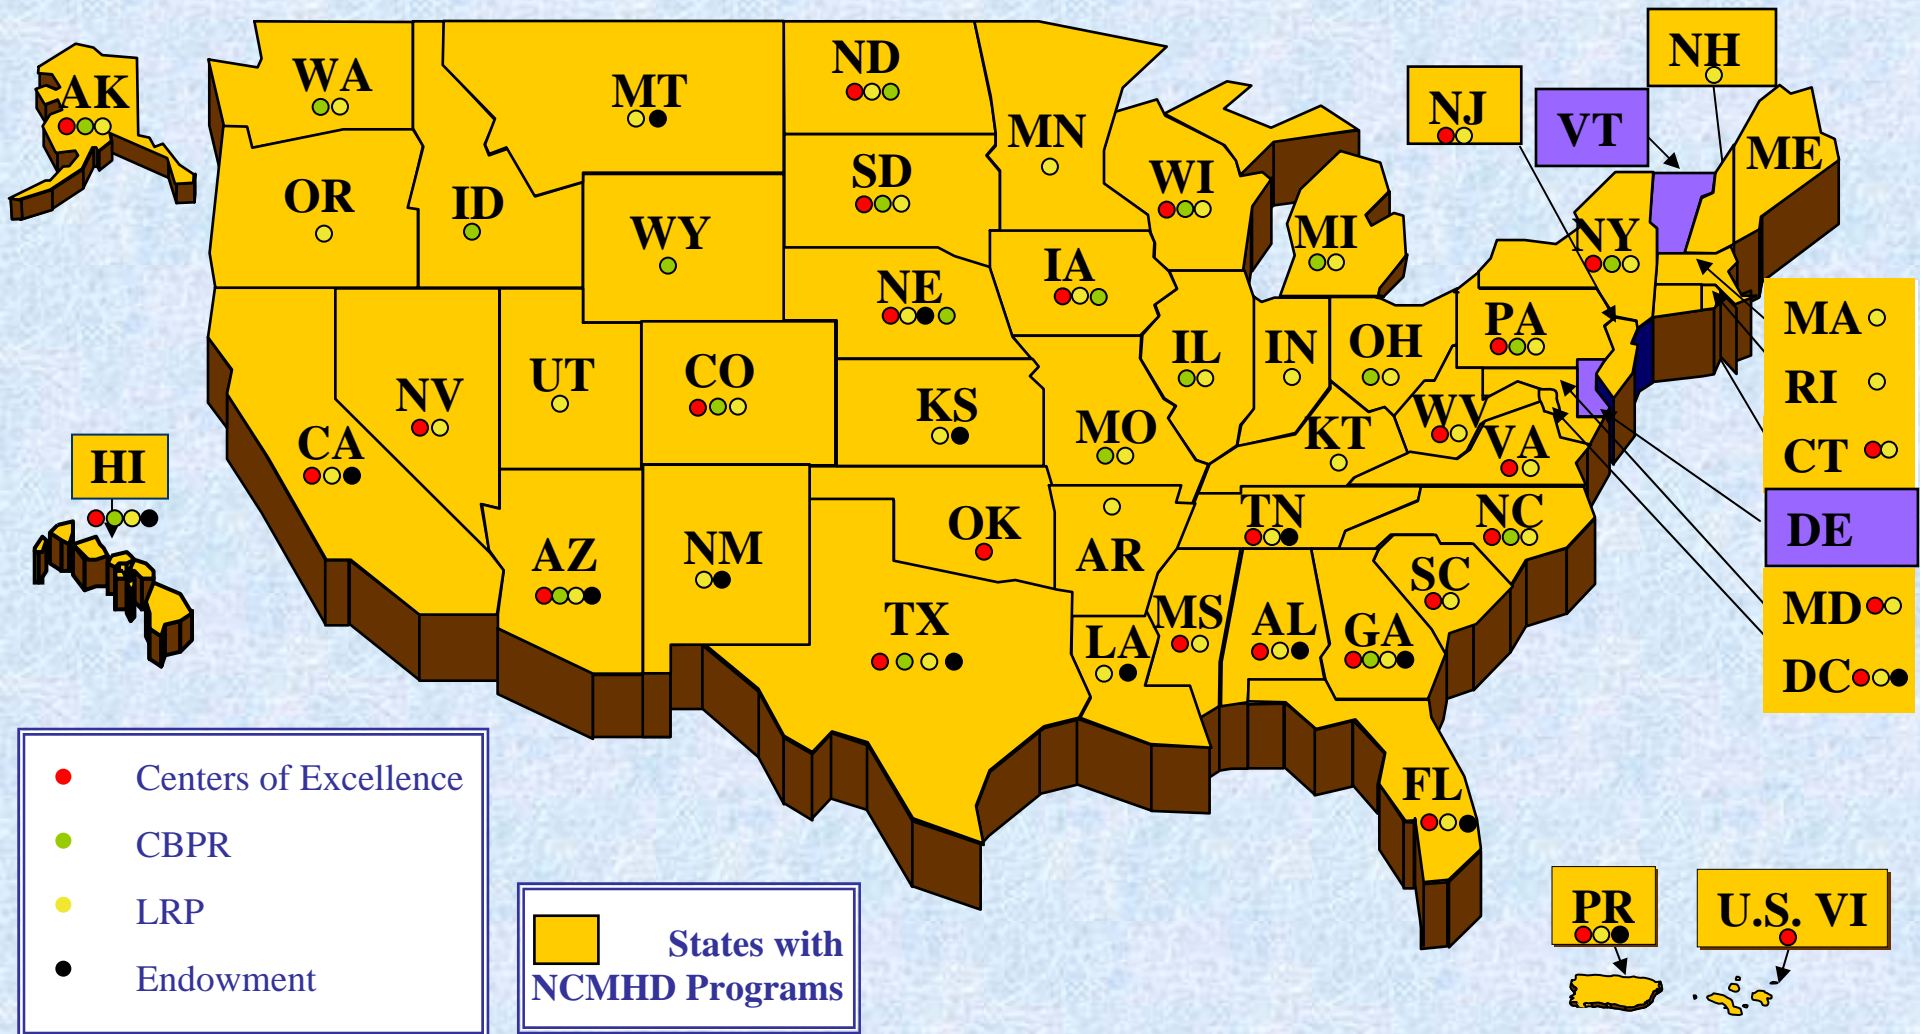 NH
AK
WA
MT
ND
NJ
VT
MN
ME
OR
ID
SD
WI
WY
MI
NY
IA
NE
MA
PA
IL
IN
OH
UT
CO
RI
NV
KS
WV
CA
MO
KT
VA
CT
HI
OK
TN
NC
DE
AZ
NM
AR
SC
TX
MS
AL
GA
MD
LA
DC
FL
Centers of Excellence
CBPR
LRP
Endowment
States with
NCMHD Programs
PR
U.S. VI